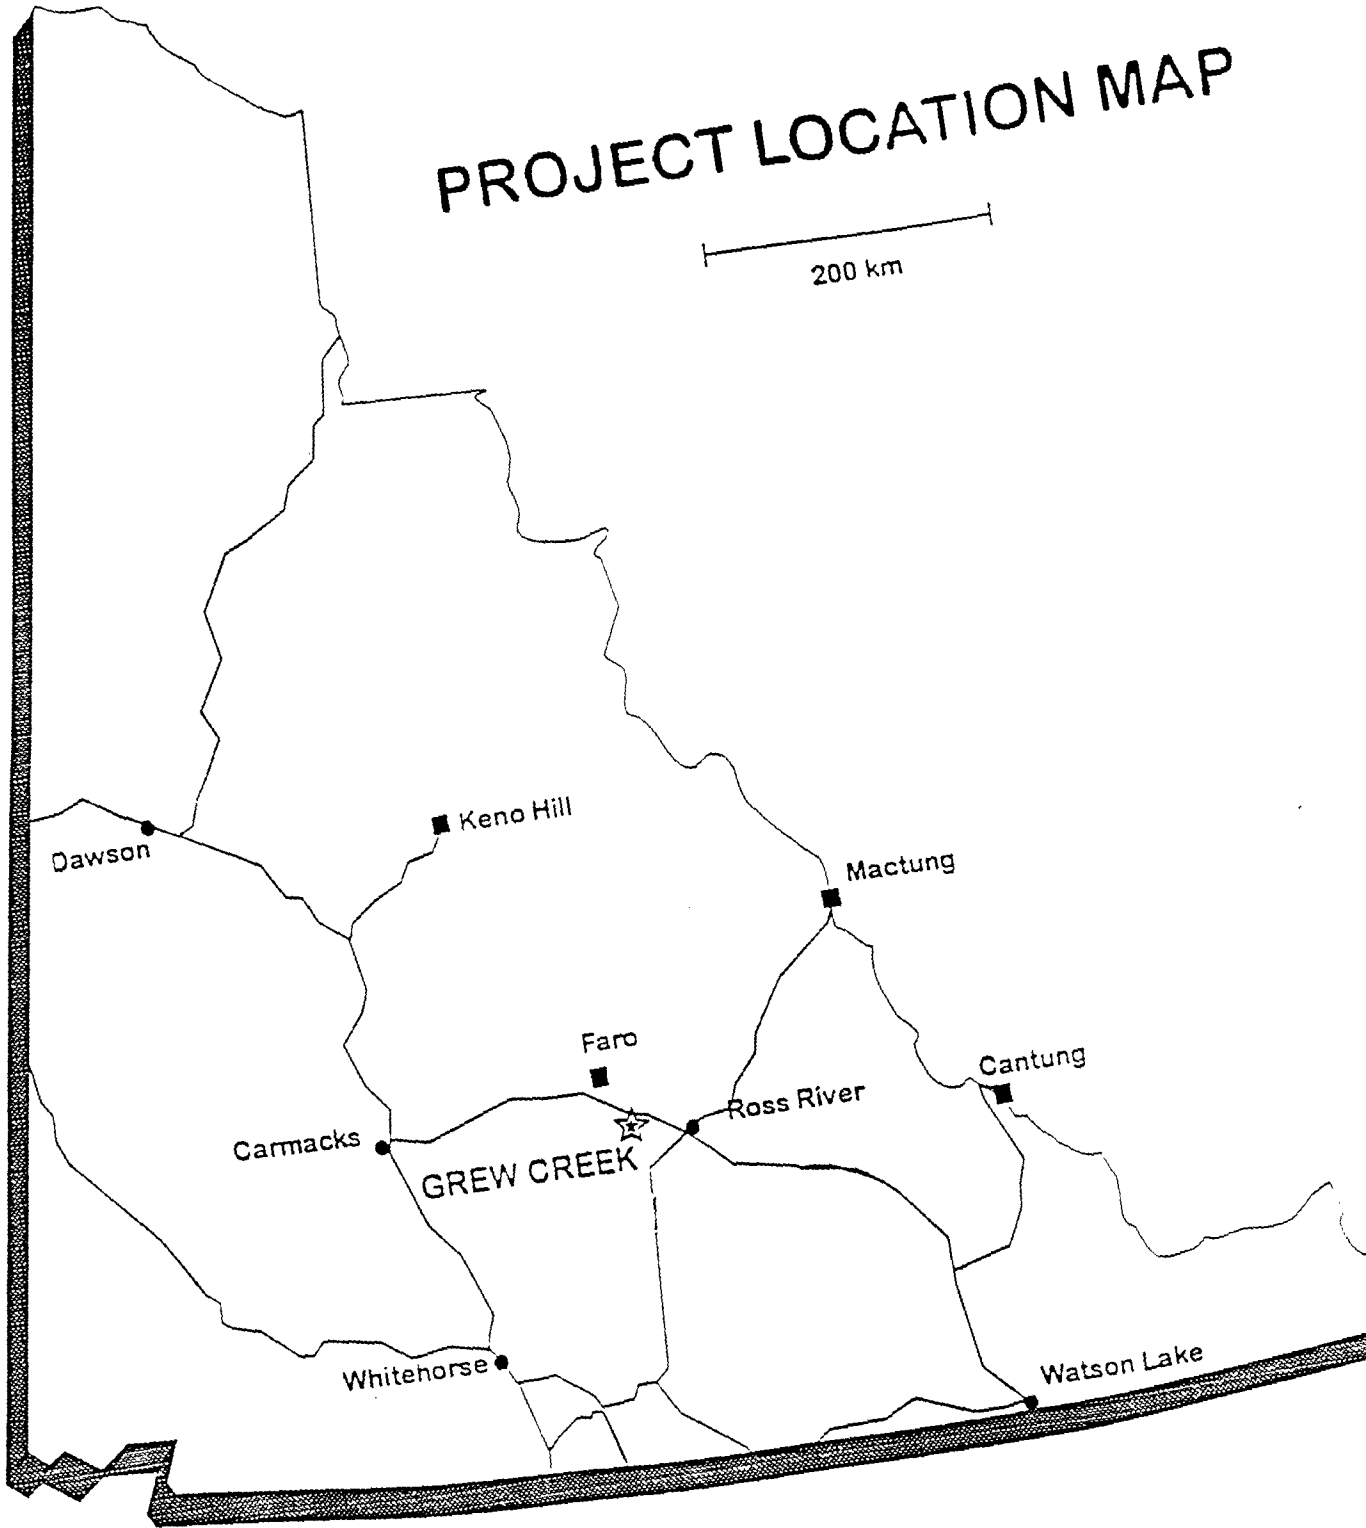 PROJECT LOCATION MAP
200 km
Keno Hill
Dawson
Mactung
Faro
Cantung
Ross River
Carmacks
GREW CREEK
Watson Lake
Whitehorse